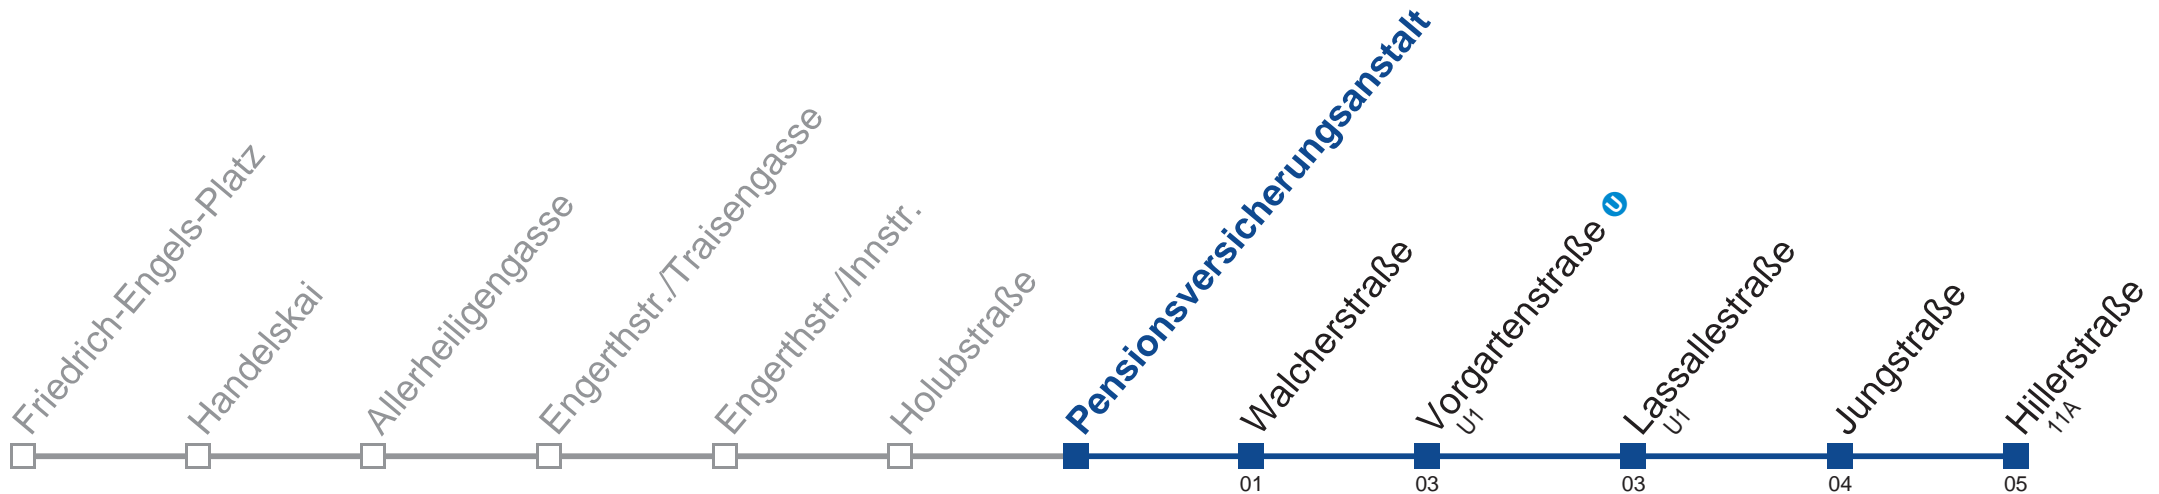 Friedrich-Engels-Platz
Handelskai
Allerheiligengasse
Engerthstr./Traisengasse
Engerthstr./Innstr.
Holubstraße
Pensionsversicherungsanstalt
Walcherstraße
01
Vorgartenstraße U
U1
03
Lassallestraße
U1
03
Jungstraße
04
Hillerstraße
11A
05